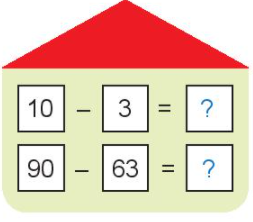 10 – 3 = ?
90 – 63 = ?